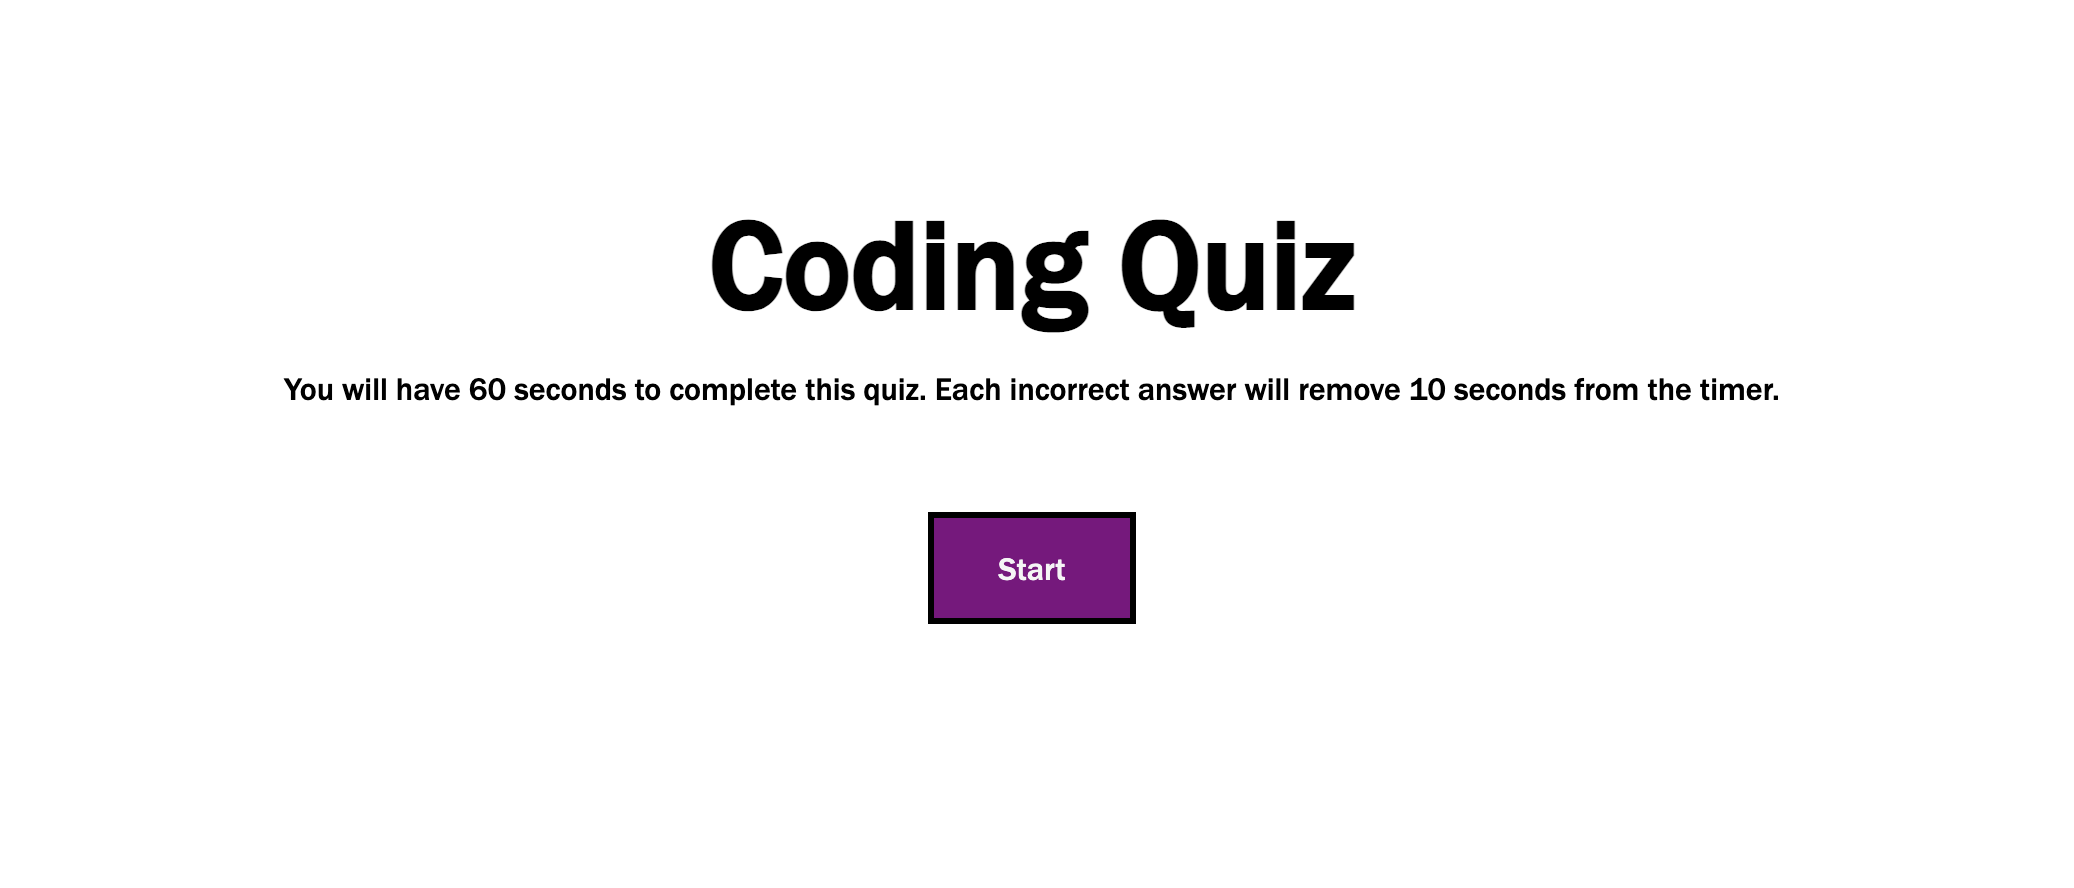 Coding Quiz
You will have 60 seconds to complete this quiz. Each incorrect answer will remove 10 seconds from the timer.
Start